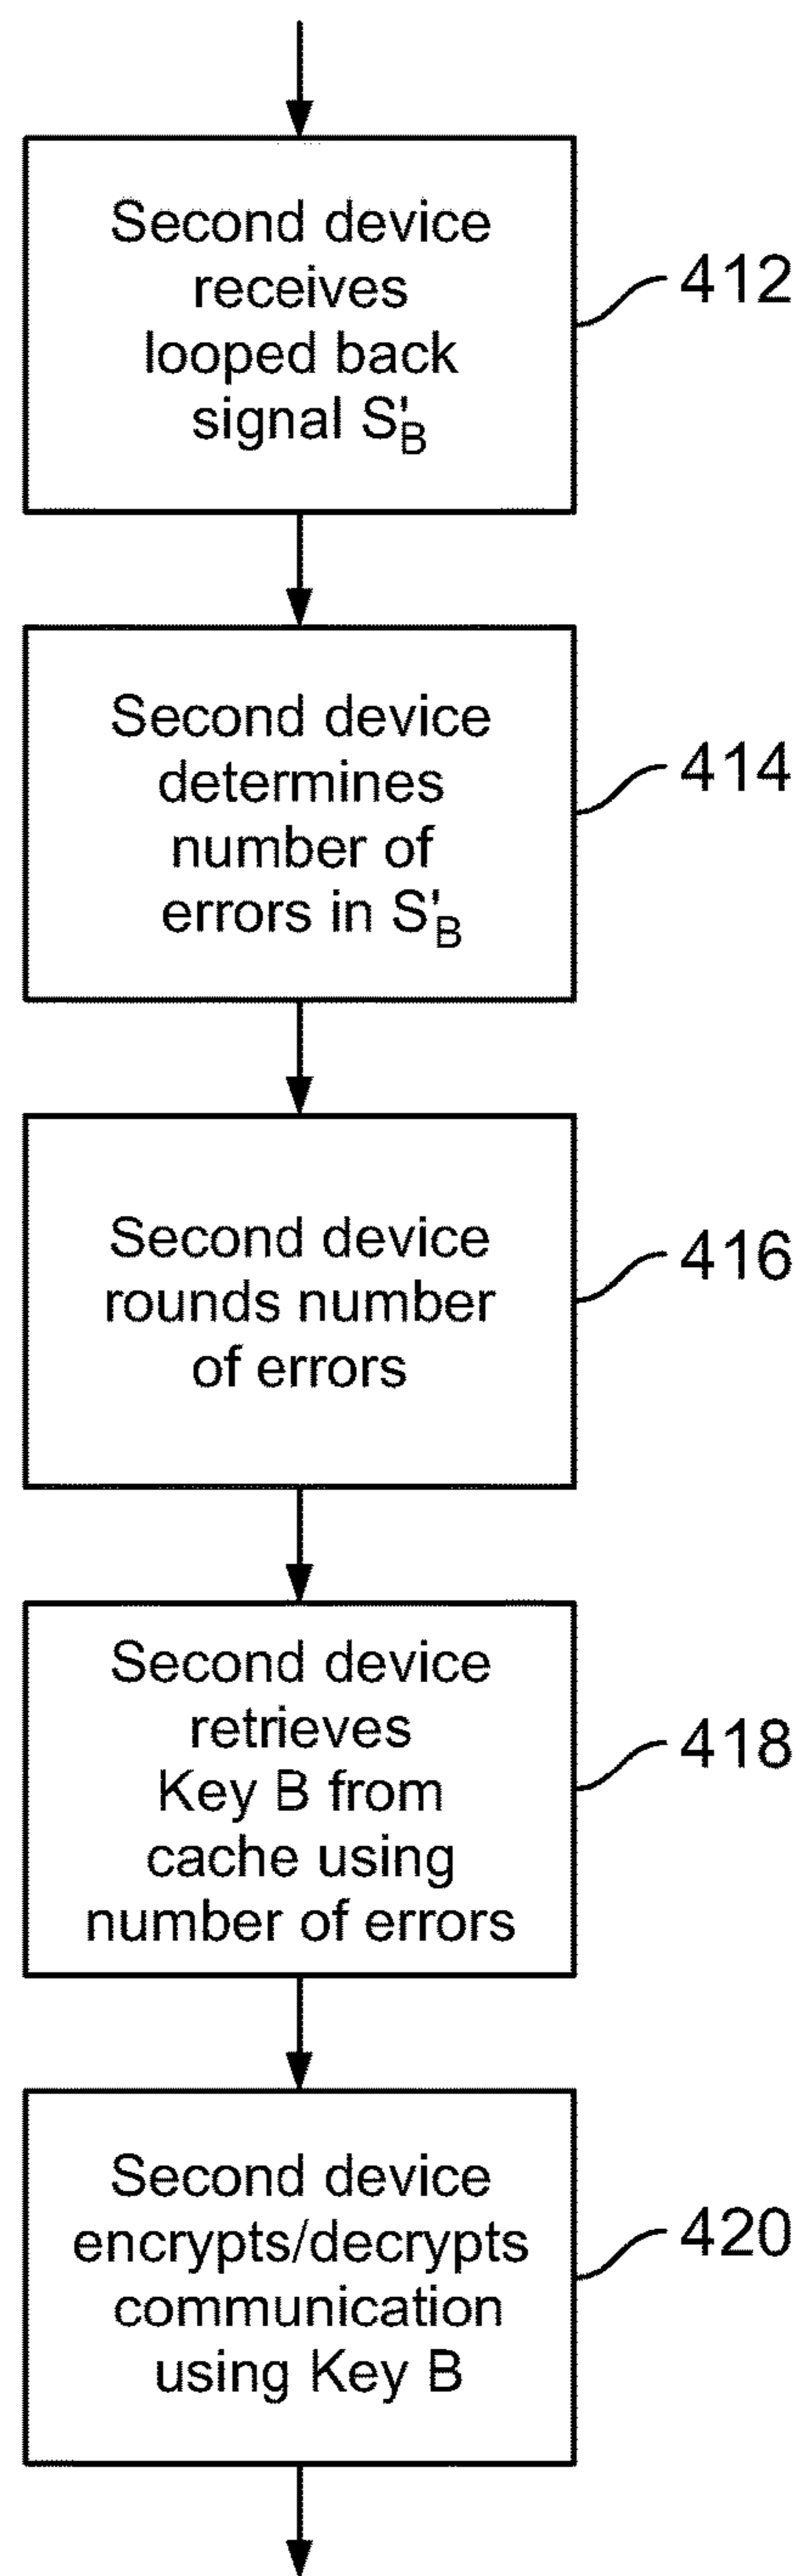 Second device
receives
looped back
signal S'B
412
Second device
determines
number of
errors in S'B
414
Second device
rounds number
of errors
416
Second device
retrieves
Key B from
cache using
number of errors
418
Second device
encrypts/decrypts
communication
using Key B
420